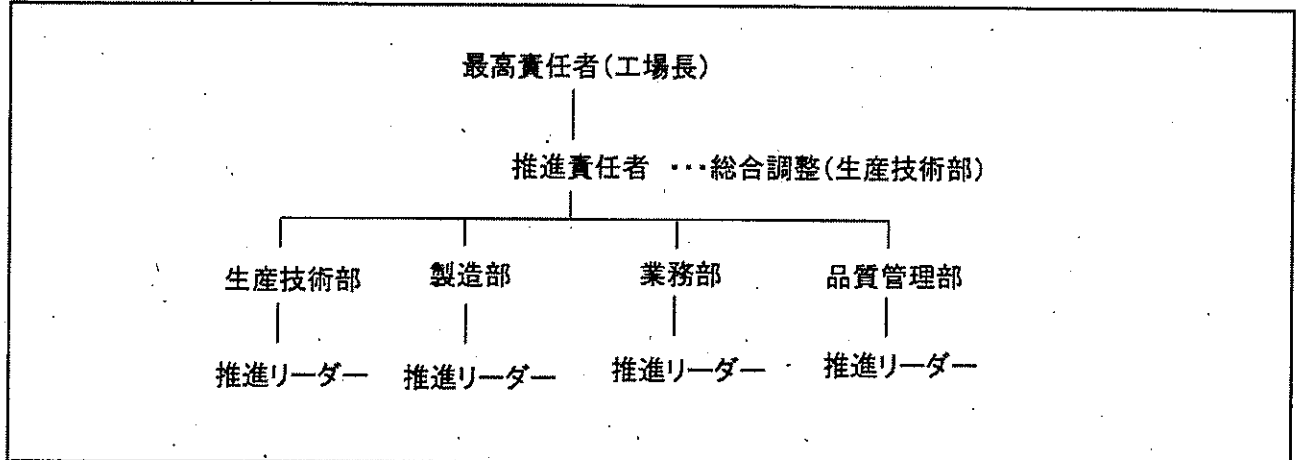 最高責任者(工場長)
推進責任者 ・・・総合調整(生産技術部)
生産技術部 製造部 業務部 品質管理部
推進リーダー 推進リーダー 推進リーダー 推進リーダー